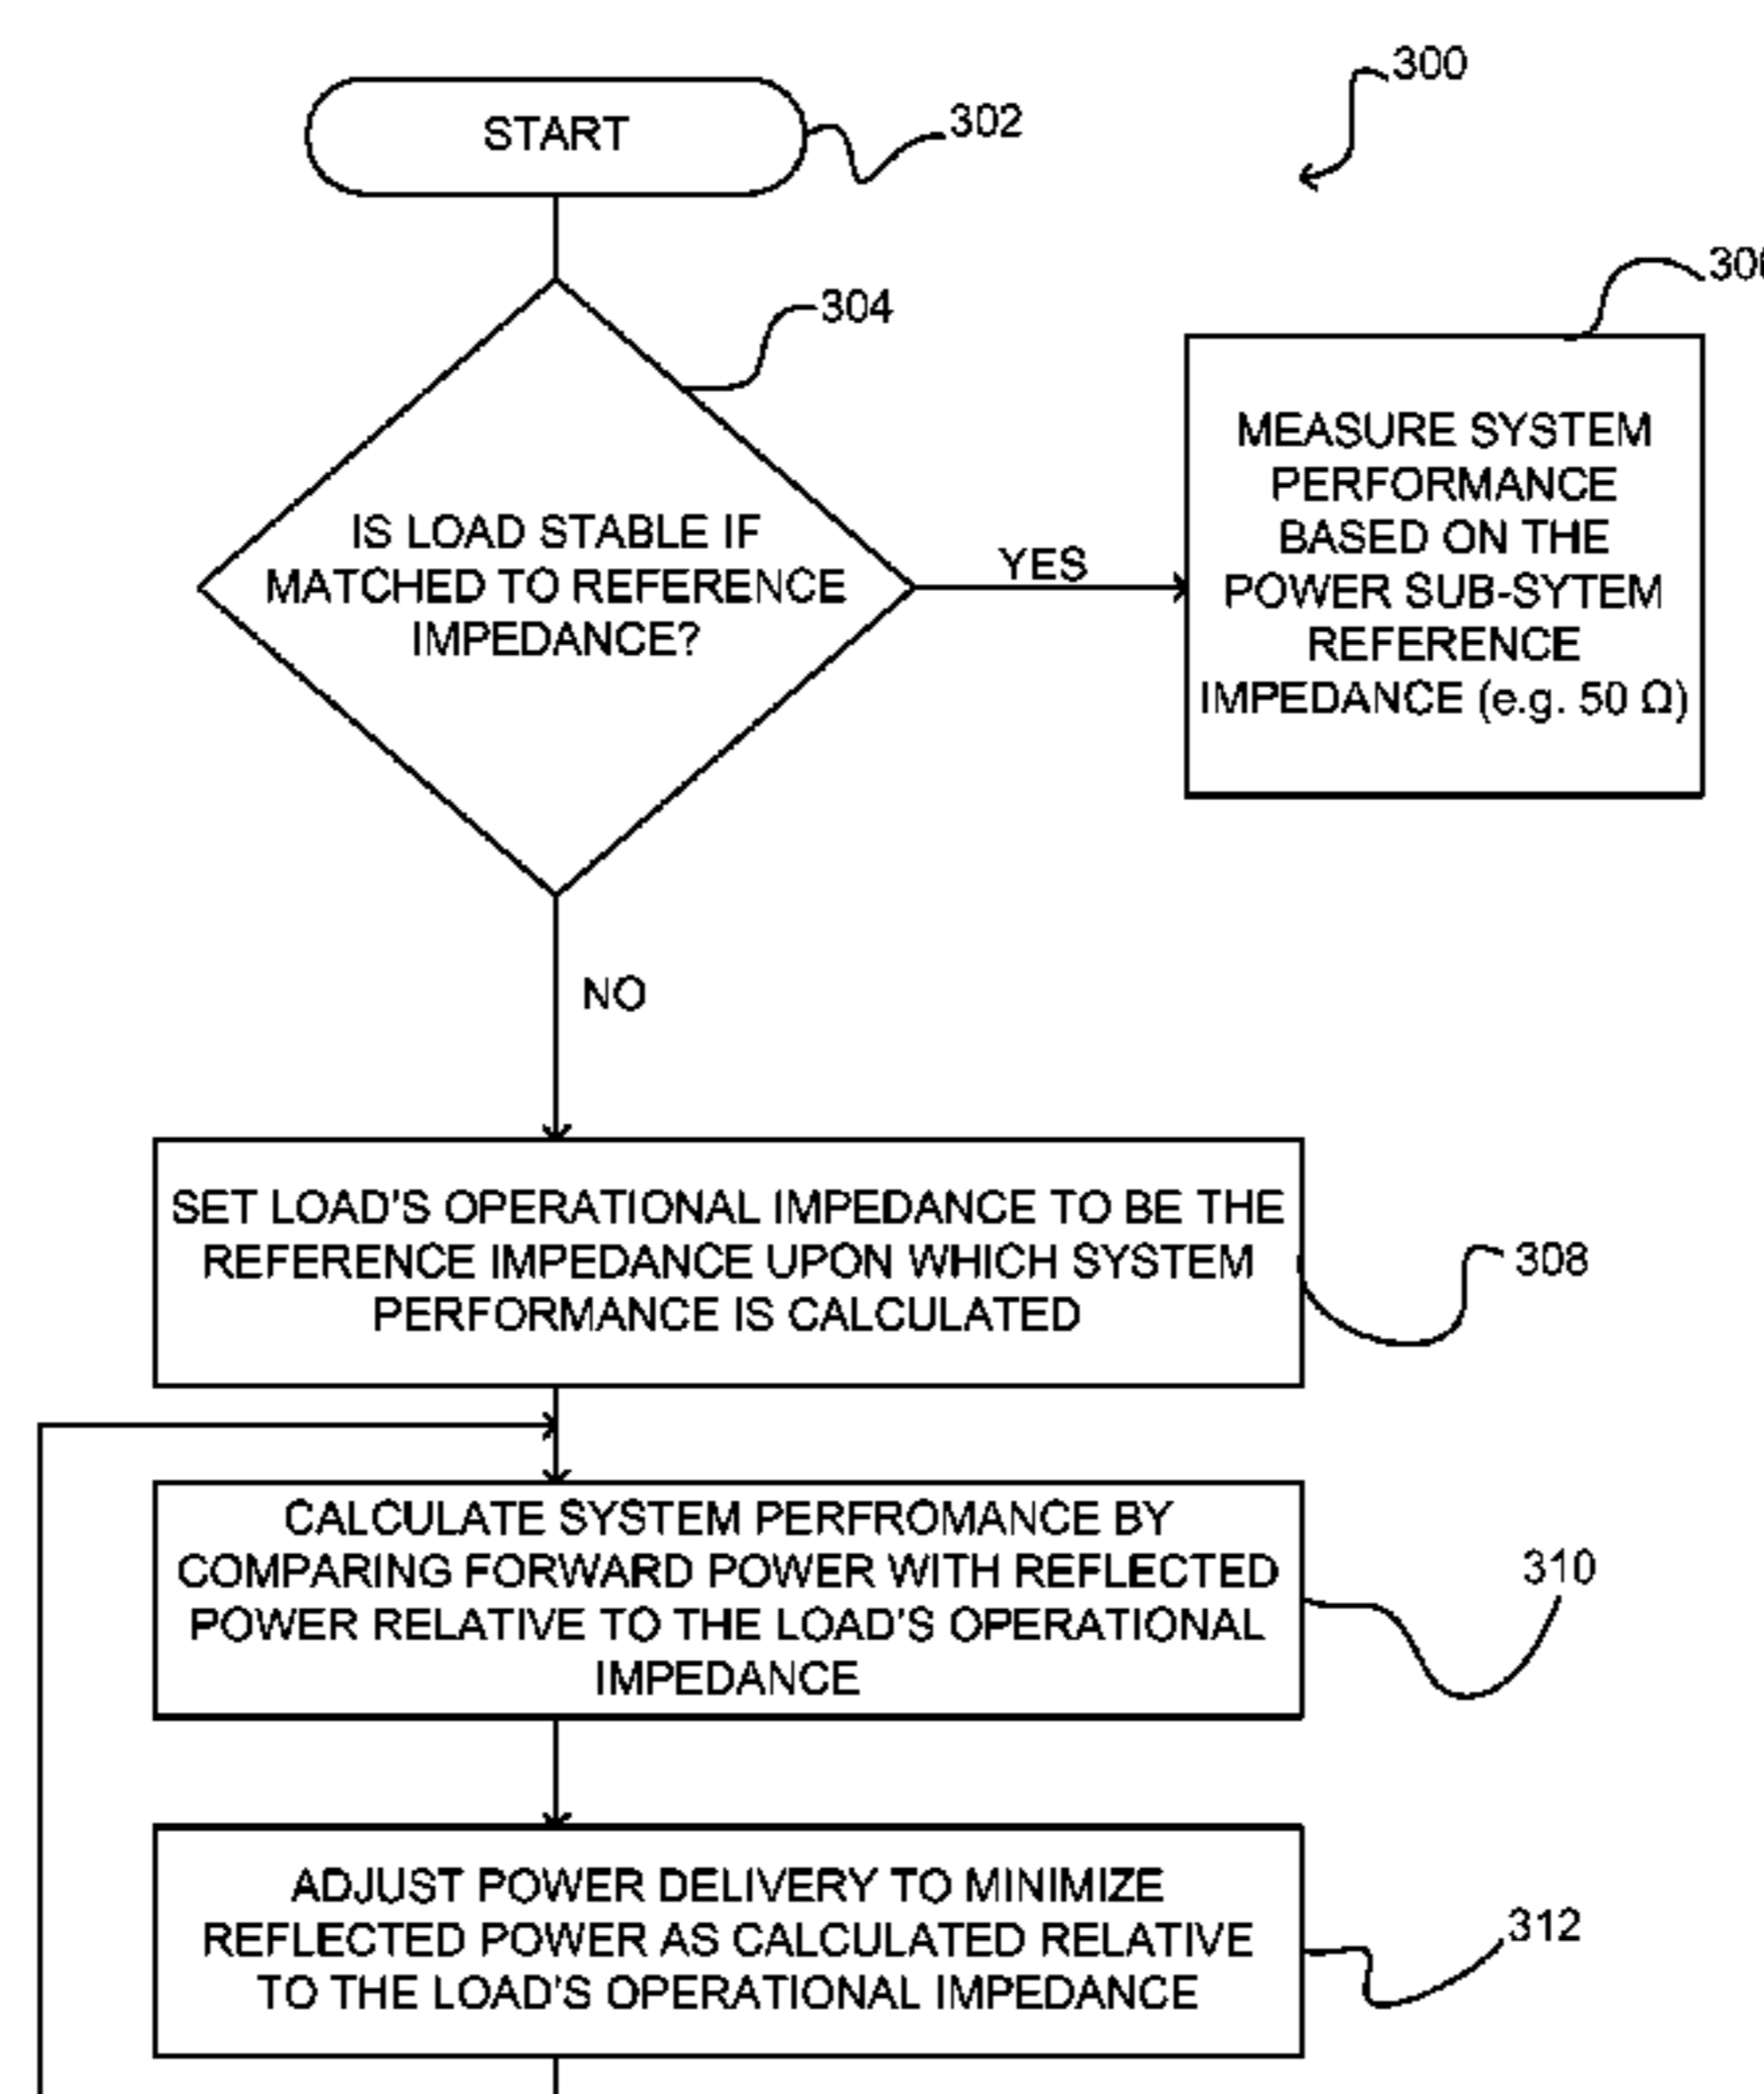 300
START
302
304
IS LOAD STABLE IF
MATCHED TO REFERENCE
IMPEDANCE?
YES
MEASURE SYSTEM
PERFORMANCE
BASED ON THE
POWER SUB-SYTEM
REFERENCE
IMPEDANCE (e.g. 50 Ω)
NO
SET LOAD'S OPERATIONAL IMPEDANCE TO BE THE
REFERENCE IMPEDANCE UPON WHICH SYSTEM
PERFORMANCE IS CALCULATED
308
CALCULATE SYSTEM PERFROMANCE BY
COMPARING FORWARD POWER WITH REFLECTED
POWER RELATIVE TO THE LOAD'S OPERATIONAL
IMPEDANCE
310
ADJUST POWER DELIVERY TO MINIMIZE
REFLECTED POWER AS CALCULATED RELATIVE
TO THE LOAD'S OPERATIONAL IMPEDANCE
312